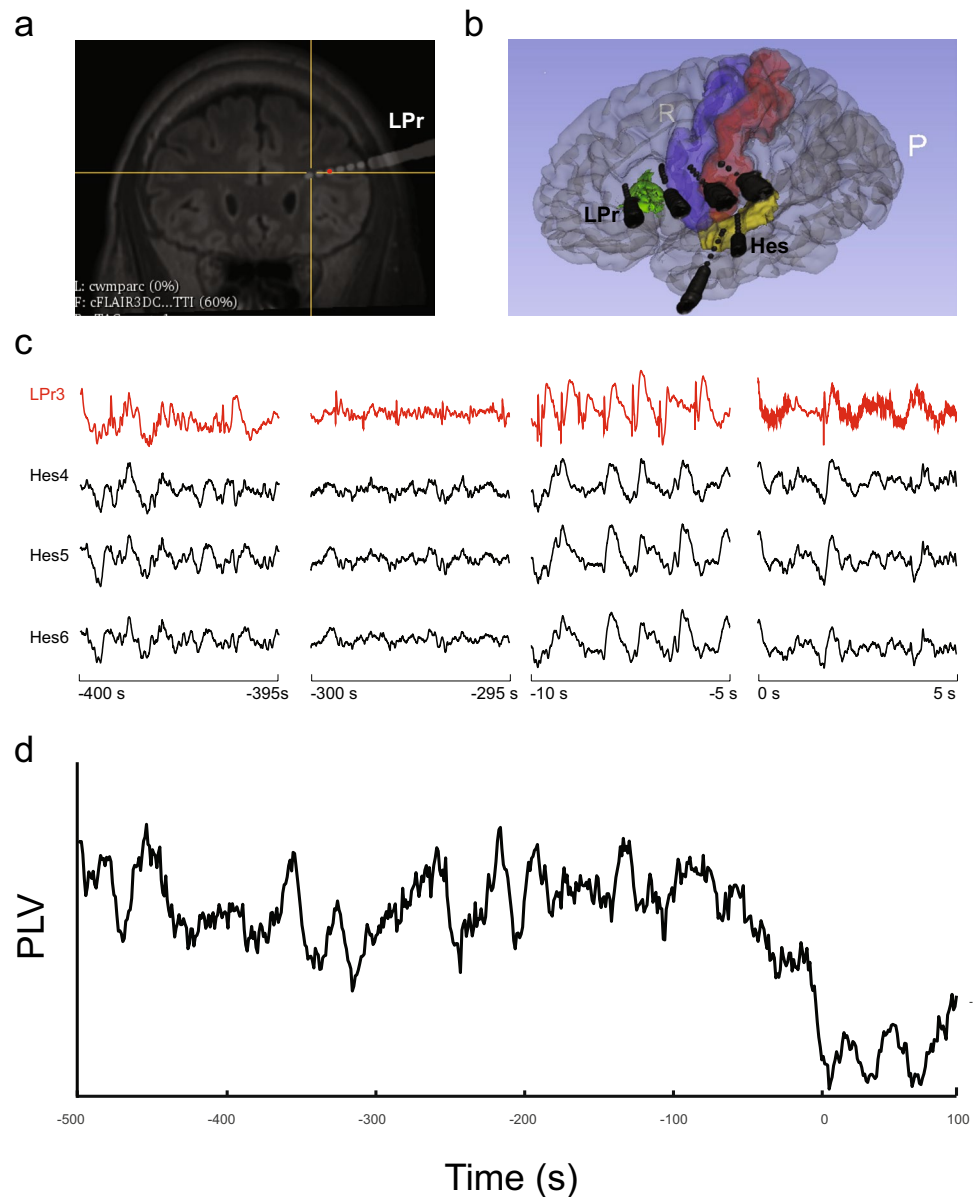 a
LPr
L: cwmparc (0%)
F: cFLAIR3DC...TTI (60%)
b
R
P
LPr
Hes
c
LPr3
Hes4
Hes5
Hes6
-400 s -395s -300 s -295 s -10 s -5 s 0 s 5 s
d
PLV
-500 -400 -300 -200 -100 0 100
Time (s)